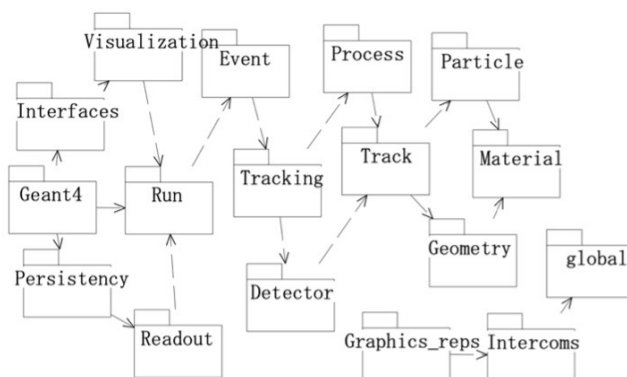 Visualization
Event
Process
Particle
Interfaces
Geant4
Run
Tracking
Track
Material
Persistency
Geometry
global
Detector
Readout
Graphics_reps
Intercoms